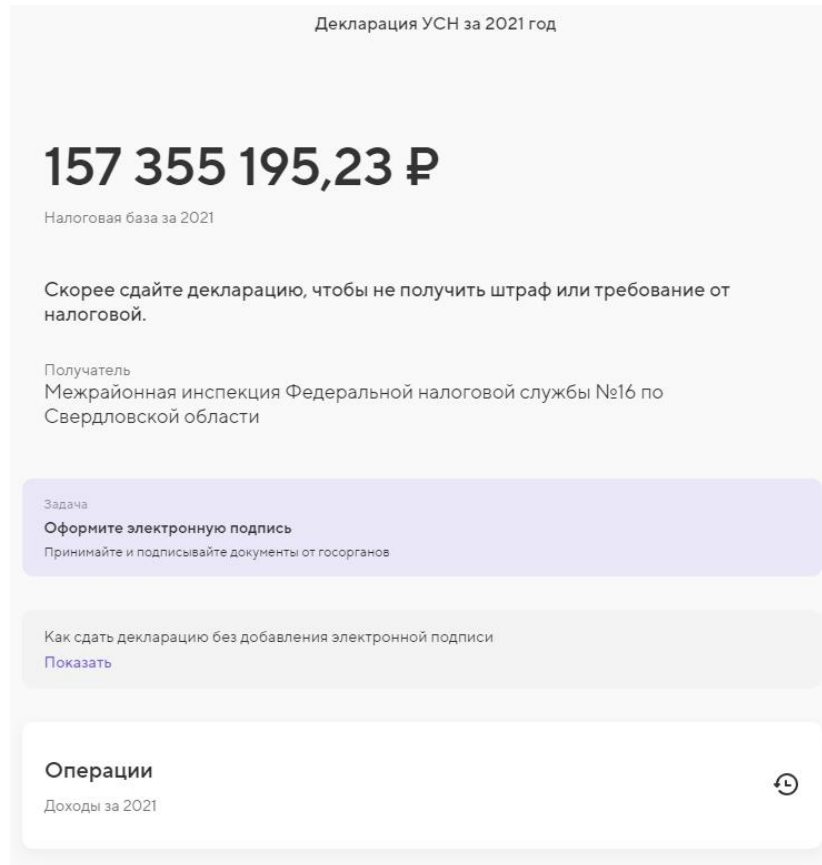 Декларация УСН за 2021 год
157 355 195,23 ₽
Налоговая база за 2021
Скорее сдайте декларацию, чтобы не получить штраф или требование от
налоговой.
Получатель
Межрайонная инспекция Федеральной налоговой службы №16 по
Свердловской области
Задача
Оформите электронную подпись
Принимайте и подписывайте документы от госорганов
Как сдать декларацию без добавления электронной подписи
Показать
Операции
Доходы за 2021